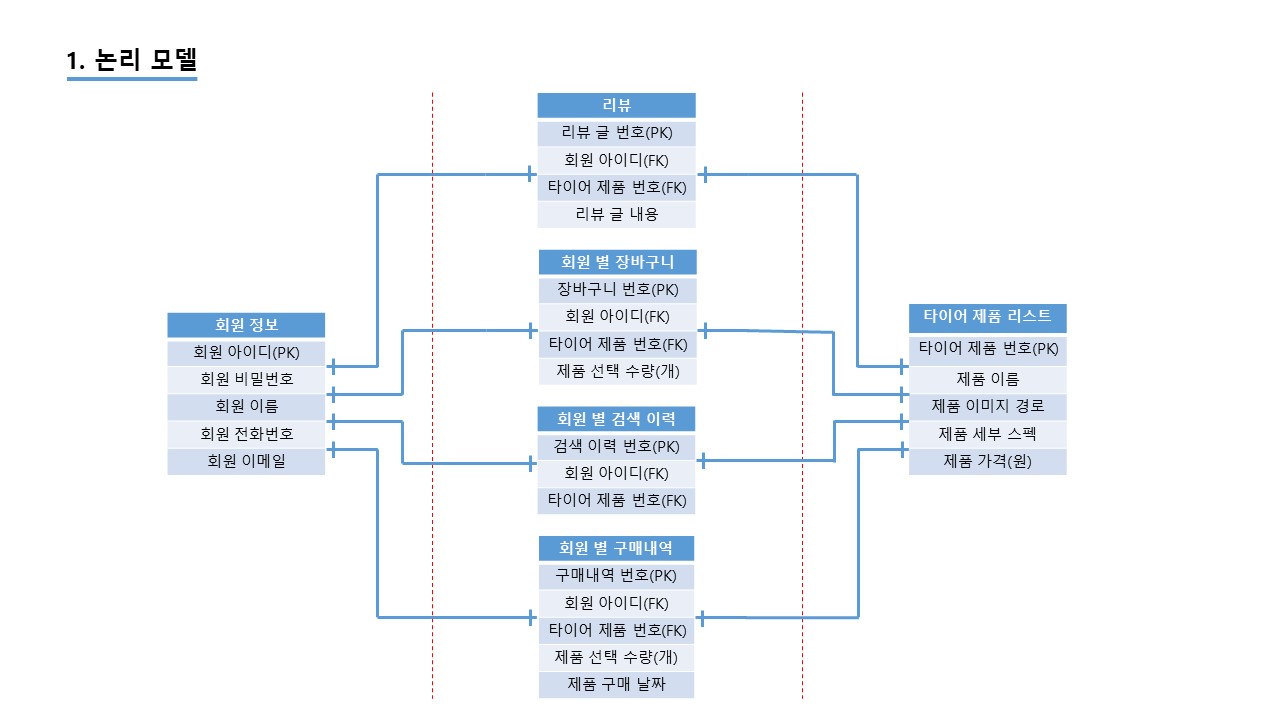 1. 논리 모델
리뷰
리뷰 글 번호(PK)
회원 아이디(FK)
타이어 제품 번호(FK)
리뷰 글 내용
회원 별 장바구니
장바구니 번호(PK)
회원 아이디(FK)
타이어 제품 번호(FK)
제품 선택 수량(개)
회원 정보
회원 아이디(PK)
회원 비밀번호
회원 이름
회원 전화번호
회원 이메일
타이어 제품 리스트
타이어 제품 번호(PK)
제품 이름
제품 이미지 경로
제품 세부 스펙
제품 가격(원)
회원 별 검색 이력
검색 이력 번호(PK)
회원 아이디(FK)
타이어 제품 번호(FK)
회원 별 구매내역
구매내역 번호(PK)
회원 아이디(FK)
타이어 제품 번호(FK)
제품 선택 수량(개)
제품 구매 날짜